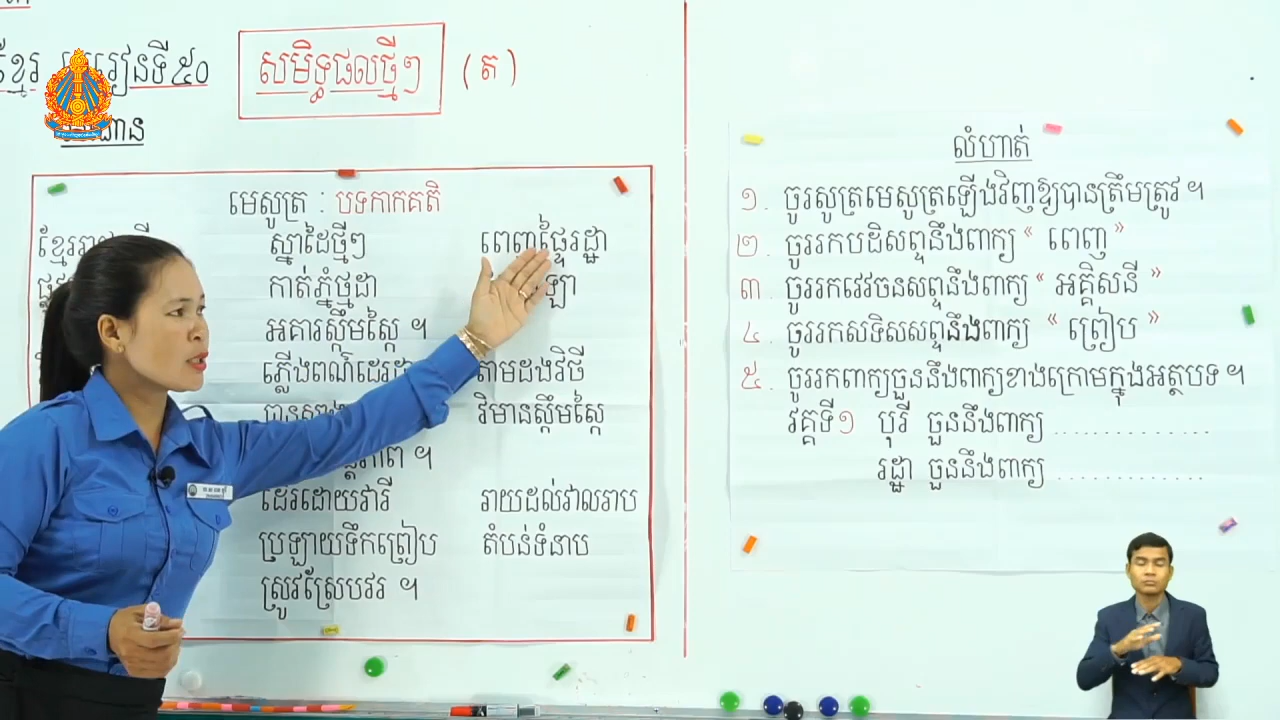 ខ្មែរ មេរៀនទី៥០ សមិទ្ធផលថ្មីៗ (ត)
មេសូត្រ : បទកាកគតិ
ស្នាដៃថ្មីៗ ពេញផ្ទៃរដ្ឋា
កាត់ភ្នំថ្មដា
អគារស្កឹមស្កៃ ។
ភ្លើងពណ៌ដេរដា តាមដងវិថី
វិមានស្កឹមស្កៃ
ដេរដោយវារី រាយដល់វាលរាប
ប្រឡាយទឹកព្រៀប តំបន់ទំនាប
ស្រូវស្រែបវរ ។
លំហាត់
១. ចូរសូត្រមេសូត្រឡើងវិញឱ្យបានត្រឹមត្រូវ ។
២. ចូររកបដិសព្ទនឹងពាក្យ “ ពេញ ”
៣. ចូររកវេវចនសព្ទនឹងពាក្យ “ អគ្គិសនី ”
៤. ចូររកសទិសសព្ទនឹងពាក្យ “ ព្រៀប ”
៥. ចូររកពាក្យចួននឹងពាក្យខាងក្រោមក្នុងអត្ថបទ ។
វគ្គទី១ បុរី ចួននឹងពាក្យ ..............
រដ្ឋា ចួននឹងពាក្យ ..............